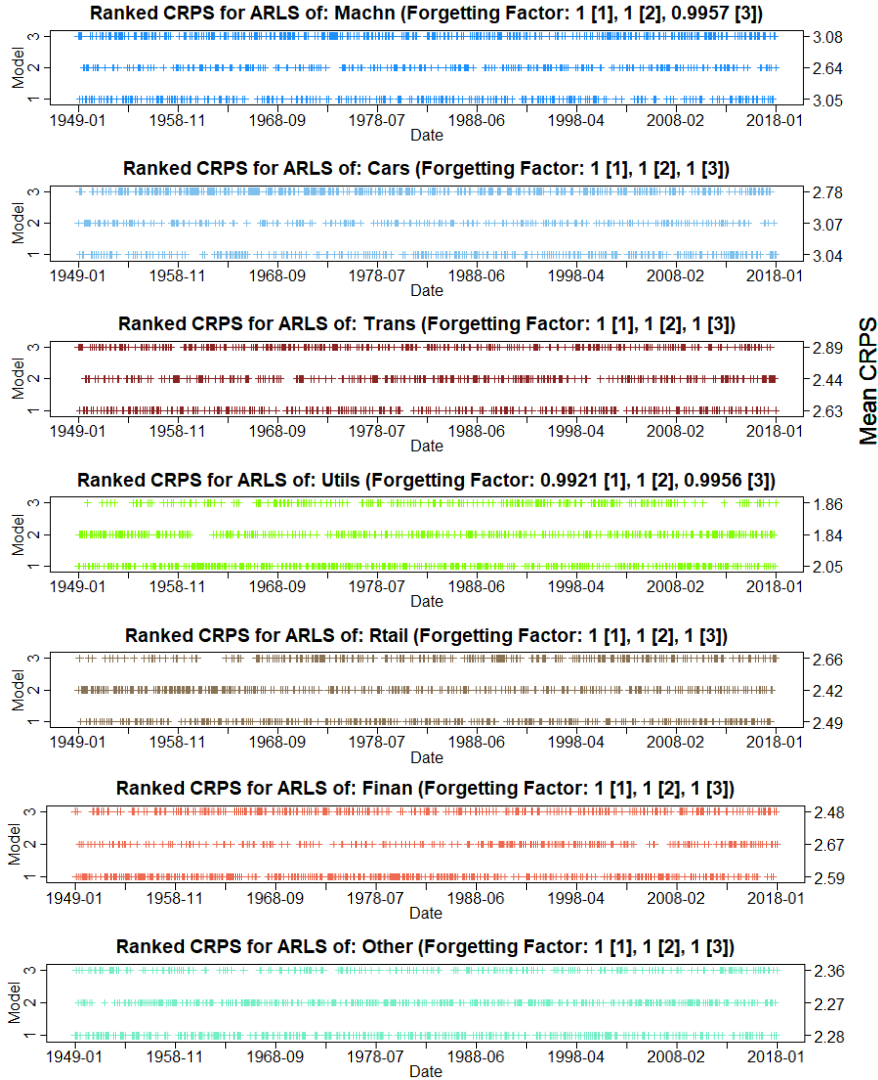 Ranked CRPS for ARLS of: Machn (Forgetting Factor: 1 [1], 1 [2], 0.9957 [3])
Model
3 3.08
2 2.64
1 3.05
1949-01 1958-11 1968-09 1978-07 1988-06 1998-04 2008-02 2018-01
Date
Ranked CRPS for ARLS of: Cars (Forgetting Factor: 1 [1], 1 [2], 1 [3])
Model
3 2.78
2 3.07
1 3.04
1949-01 1958-11 1968-09 1978-07 1988-06 1998-04 2008-02 2018-01
Date
Ranked CRPS for ARLS of: Trans (Forgetting Factor: 1 [1], 1 [2], 1 [3])
Model
3 2.89
2 2.44
1 2.63
1949-01 1958-11 1968-09 1978-07 1988-06 1998-04 2008-02 2018-01
Date
Mean CRPS
Ranked CRPS for ARLS of: Utils (Forgetting Factor: 0.9921 [1], 1 [2], 0.9956 [3])
Model
3 1.86
2 1.84
1 2.05
1949-01 1958-11 1968-09 1978-07 1988-06 1998-04 2008-02 2018-01
Date
Ranked CRPS for ARLS of: Rtail (Forgetting Factor: 1 [1], 1 [2], 1 [3])
Model
3 2.66
2 2.42
1 2.49
1949-01 1958-11 1968-09 1978-07 1988-06 1998-04 2008-02 2018-01
Date
Ranked CRPS for ARLS of: Finan (Forgetting Factor: 1 [1], 1 [2], 1 [3])
Model
3 2.48
2 2.67
1 2.59
1949-01 1958-11 1968-09 1978-07 1988-06 1998-04 2008-02 2018-01
Date
Ranked CRPS for ARLS of: Other (Forgetting Factor: 1 [1], 1 [2], 1 [3])
Model
3 2.36
2 2.27
1 2.28
1949-01 1958-11 1968-09 1978-07 1988-06 1998-04 2008-02 2018-01
Date